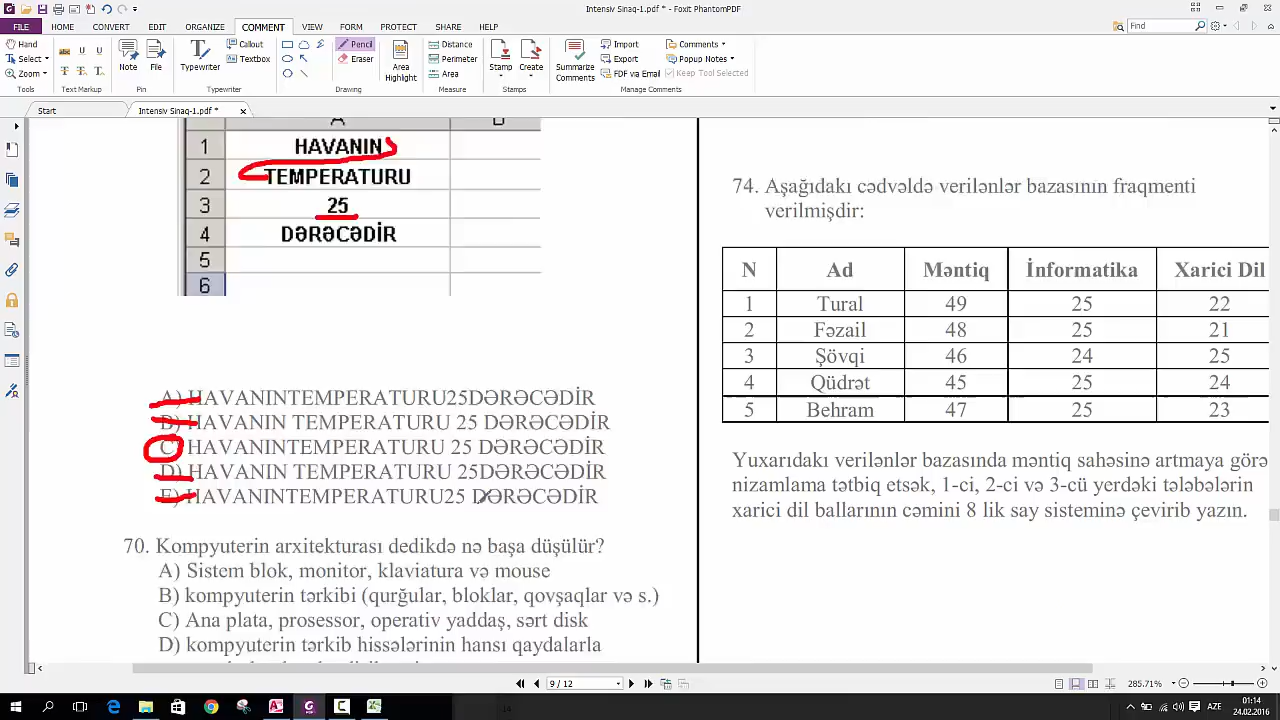 Intensiv Sinaq-1.pdf * - Foxit PhantomPDF
FILE HOME CONVERT EDIT ORGANIZE COMMENT VIEW FORM PROTECT SHARE HELP
Find
Hand
Select
Zoom
Tools
Text Markup
Note
File
Pin
Typewriter
Callout
Textbox
Typewriter
Pencil
Eraser
Area Highlight
Drawing
Distance
Perimeter
Area
Measure
Stamp
Create
Stamps
Summarize Comments
Import
Export
FDF via Email
Comments
Popup Notes
Keep Tool Selected
Manage Comments
Start
Intensiv Sinaq-1.pdf *
1 HAVANIN
2 TEMPERATURU
3 25
4 DƏRƏCƏDİR
5
6
A) HAVANINTEMPERATURU25DƏRƏCƏDİR
B) HAVANIN TEMPERATURU 25 DƏRƏCƏDİR
C) HAVANINTEMPERATURU 25 DƏRƏCƏDİR
D) HAVANIN TEMPERATURU 25DƏRƏCƏDİR
E) HAVANINTEMPERATURU25 DƏRƏCƏDİR
70. Kompyuterin arxitekturası dedikdə nə başa düşülür?
A) Sistem blok, monitor, klaviatura və mouse
B) kompyuterin tərkibi (qurğular, bloklar, qovşaqlar və s.)
C) Ana plata, prosessor, operativ yaddaş, sərt disk
D) kompyuterin tərkib hissələrinin hansı qaydalarla
74. Aşağıdakı cədvəldə verilənlər bazasının fraqmenti
verilmişdir:
N Ad Məntiq İnformatika Xarici Dil
1 Tural 49 25 22
2 Fəzail 48 25 21
3 Şövqi 46 24 25
4 Qüdrət 45 25 24
5 Behram 47 25 23
Yuxarıdakı verilənlər bazasında məntiq sahəsinə artmaya görə
nizamlama tətbiq etsək, 1-ci, 2-ci və 3-cü yerdəki tələbələrin
xarici dil ballarının cəmini 8 lik say sisteminə çevirib yazın.
9 / 12
285.71%
AZE
01:14
24.02.2016